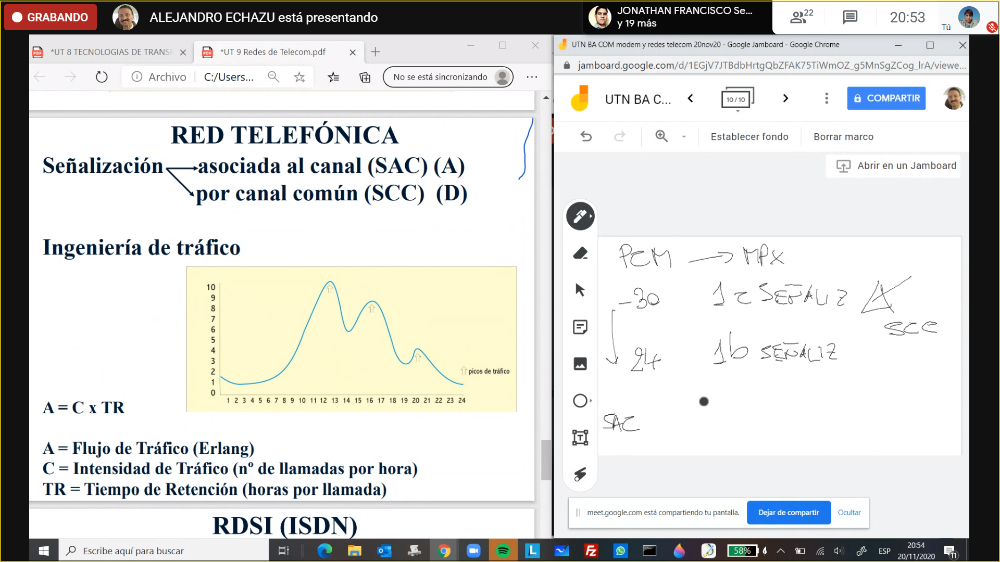 GRABANDO
ALEJANDRO ECHAZU está presentando
JONATHAN FRANCISCO Se...
y 19 más
22
20:53
Tú
*UT 8 TECNOLOGIAS DE TRANSF
*UT 9 Redes de Telecom.pdf
Archivo
C:/Users...
No se está sincronizando
RED TELEFÓNICA
Señalización asociada al canal (SAC) (A)
por canal común (SCC) (D)
Ingeniería de tráfico
10
9
8
7
6
5
4
3
2
1
0
picos de tráfico
1 2 3 4 5 6 7 8 9 10 11 12 13 14 15 16 17 18 19 20 21 22 23 24
A = C x TR
A = Flujo de Tráfico (Erlang)
C = Intensidad de Tráfico (nº de llamadas por hora)
TR = Tiempo de Retención (horas por llamada)
RDSI (ISDN)
UTN BA COM modem y redes telecom 20nov20 - Google Jamboard - Google Chrome
jamboard.google.com/d/1EGjV7JTBdbHrtgQbZFAK75TiWmOZ_g5MnSgZCog_lrA/viewe...
UTN BA C...
10 / 10
COMPARTIR
Establecer fondo
Borrar marco
Abrir en un Jamboard
PCM → MPX
-30 1 c SEÑALIZ A
SCC
24 1b SEÑALIZ
SAC
meet.google.com está compartiendo tu pantalla.
Dejar de compartir
Ocultar
Escribe aquí para buscar
58%
ESP
20:54
20/11/2020
11